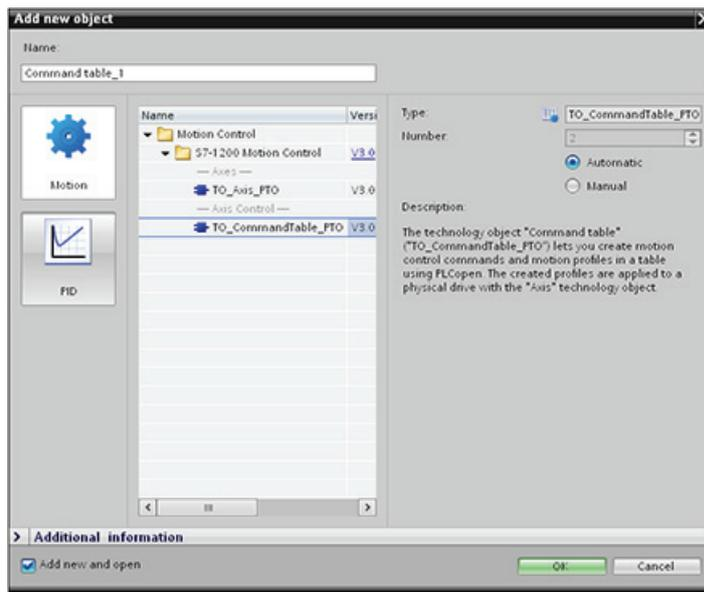 Add new object
Name:
Command table_1
Motion
PID
Name Versi
Motion Control
S7-1200 Motion Control V3.0
— Axes —
TO_Axis_PTO V3.0
— Axis Control —
TO_CommandTable_PTO V3.0
Type: TO_CommandTable_PTO
Number: 2
Automatic
Manual
Description:
The technology object "Command table"
("TO_CommandTable_PTO") lets you create motion
control commands and motion profiles in a table
using PLCopen. The created profiles are applied to a
physical drive with the "Axis" technology object.
Additional information
Add new and open
OK
Cancel